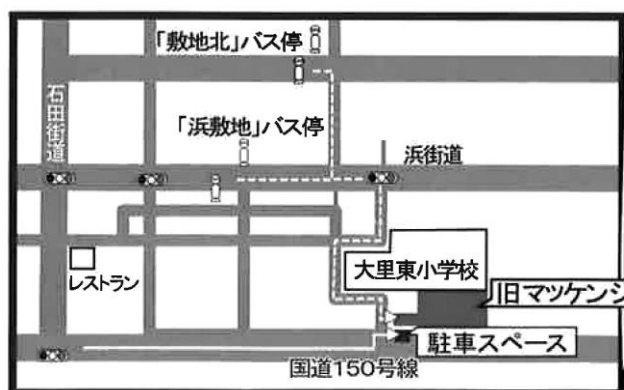 「敷地北」バス停
石田街道
「浜敷地」バス停
浜街道
大里東小学校
レストラン
旧マツケンシ
駐車スペース
国道150号線